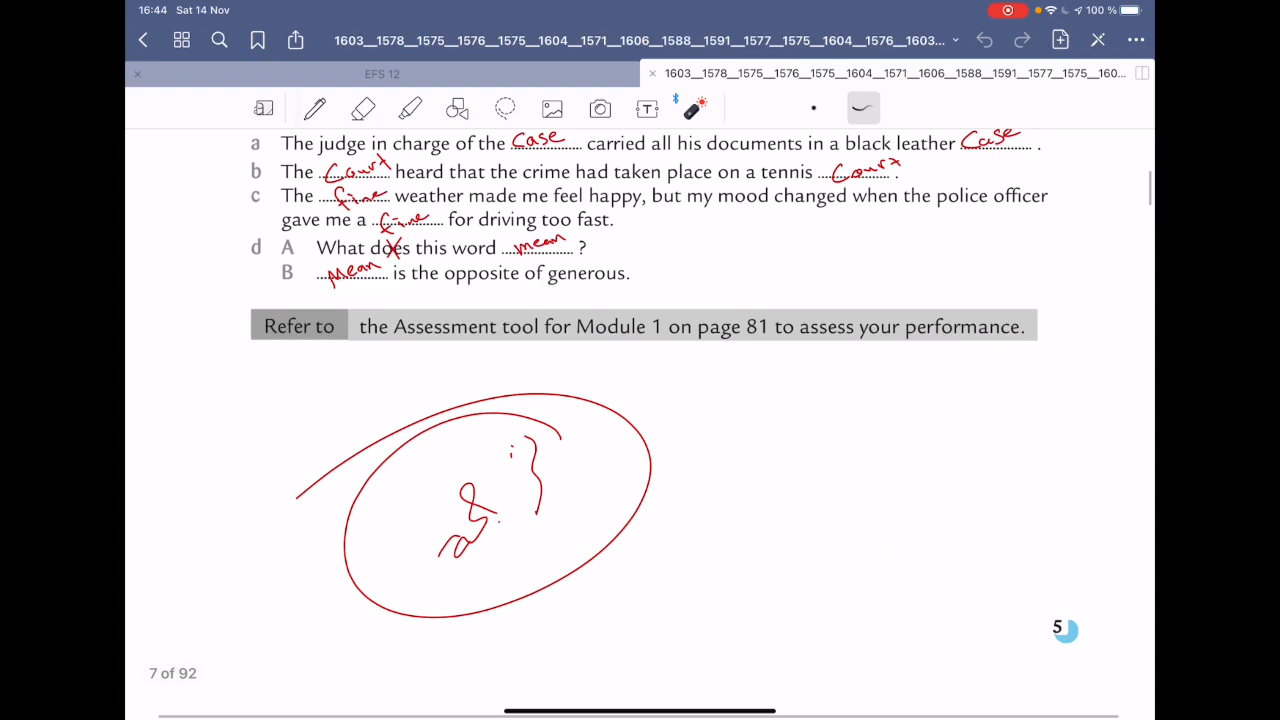 16:44 Sat 14 Nov 100 %
1603__1578__1575__1576__1575__1604__1571__1606__1588__1591__1577__1575__1604__1576__1603...
EFS 12
1603__1578__1575__1576__1575__1604__1571__1606__1588__1591__1577__1575__160...
T
a The judge in charge of the case carried all his documents in a black leather case.
b The Court heard that the crime had taken place on a tennis Court.
c The fine weather made me feel happy, but my mood changed when the police officer
gave me a fine for driving too fast.
d A What does this word mean ?
B Mean is the opposite of generous.
Refer to the Assessment tool for Module 1 on page 81 to assess your performance.
5
7 of 92